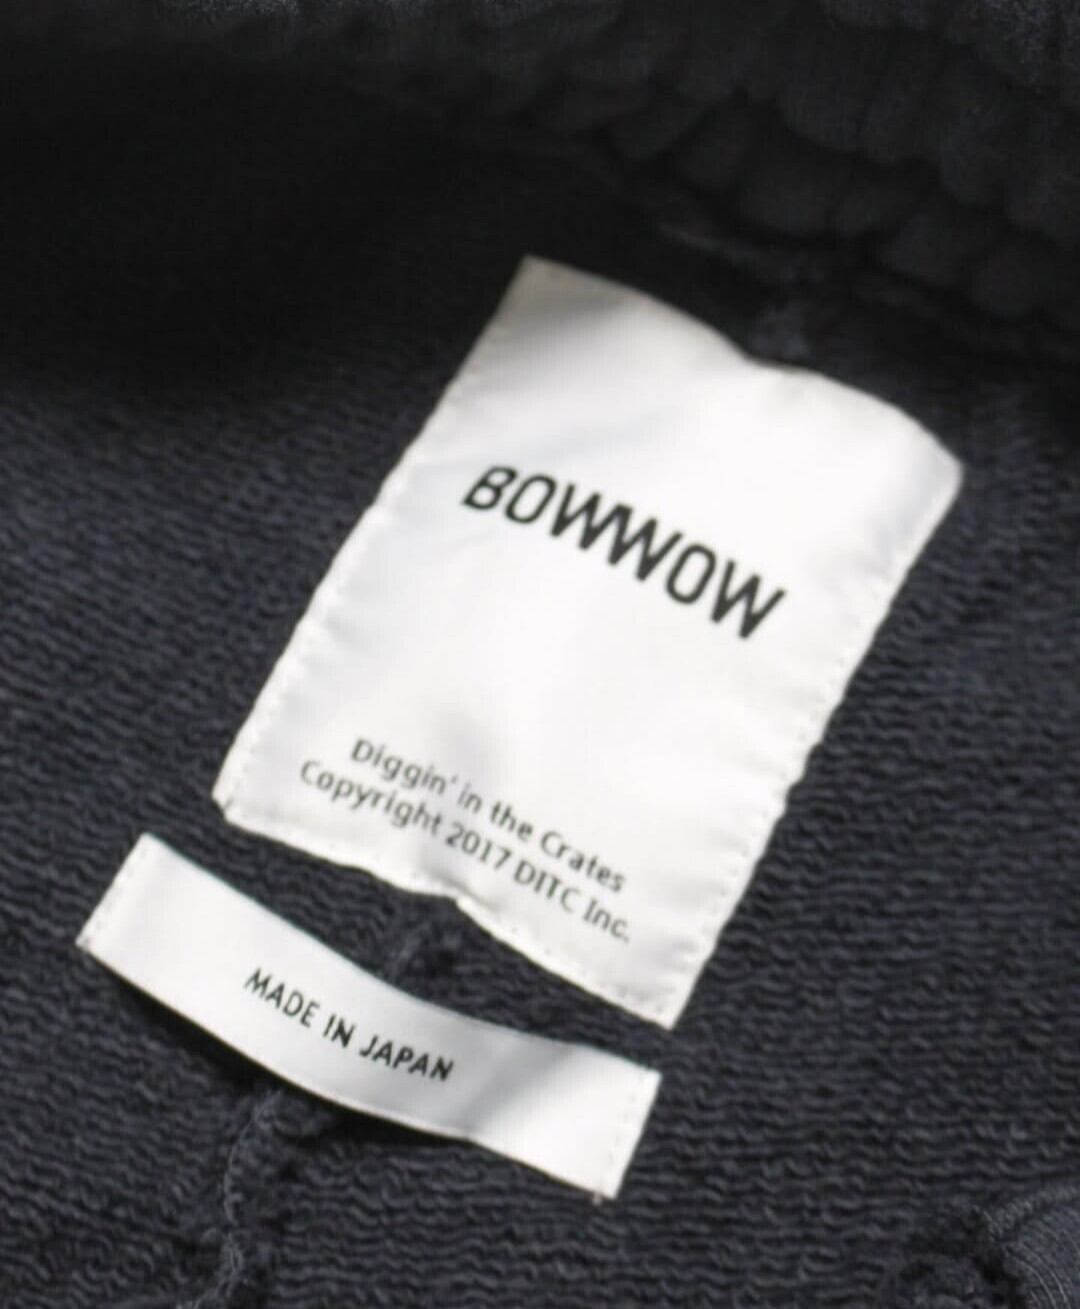 BOWWOW
Diggin' in the Crates
Copyright 2017 DITC Inc.
MADE IN JAPAN